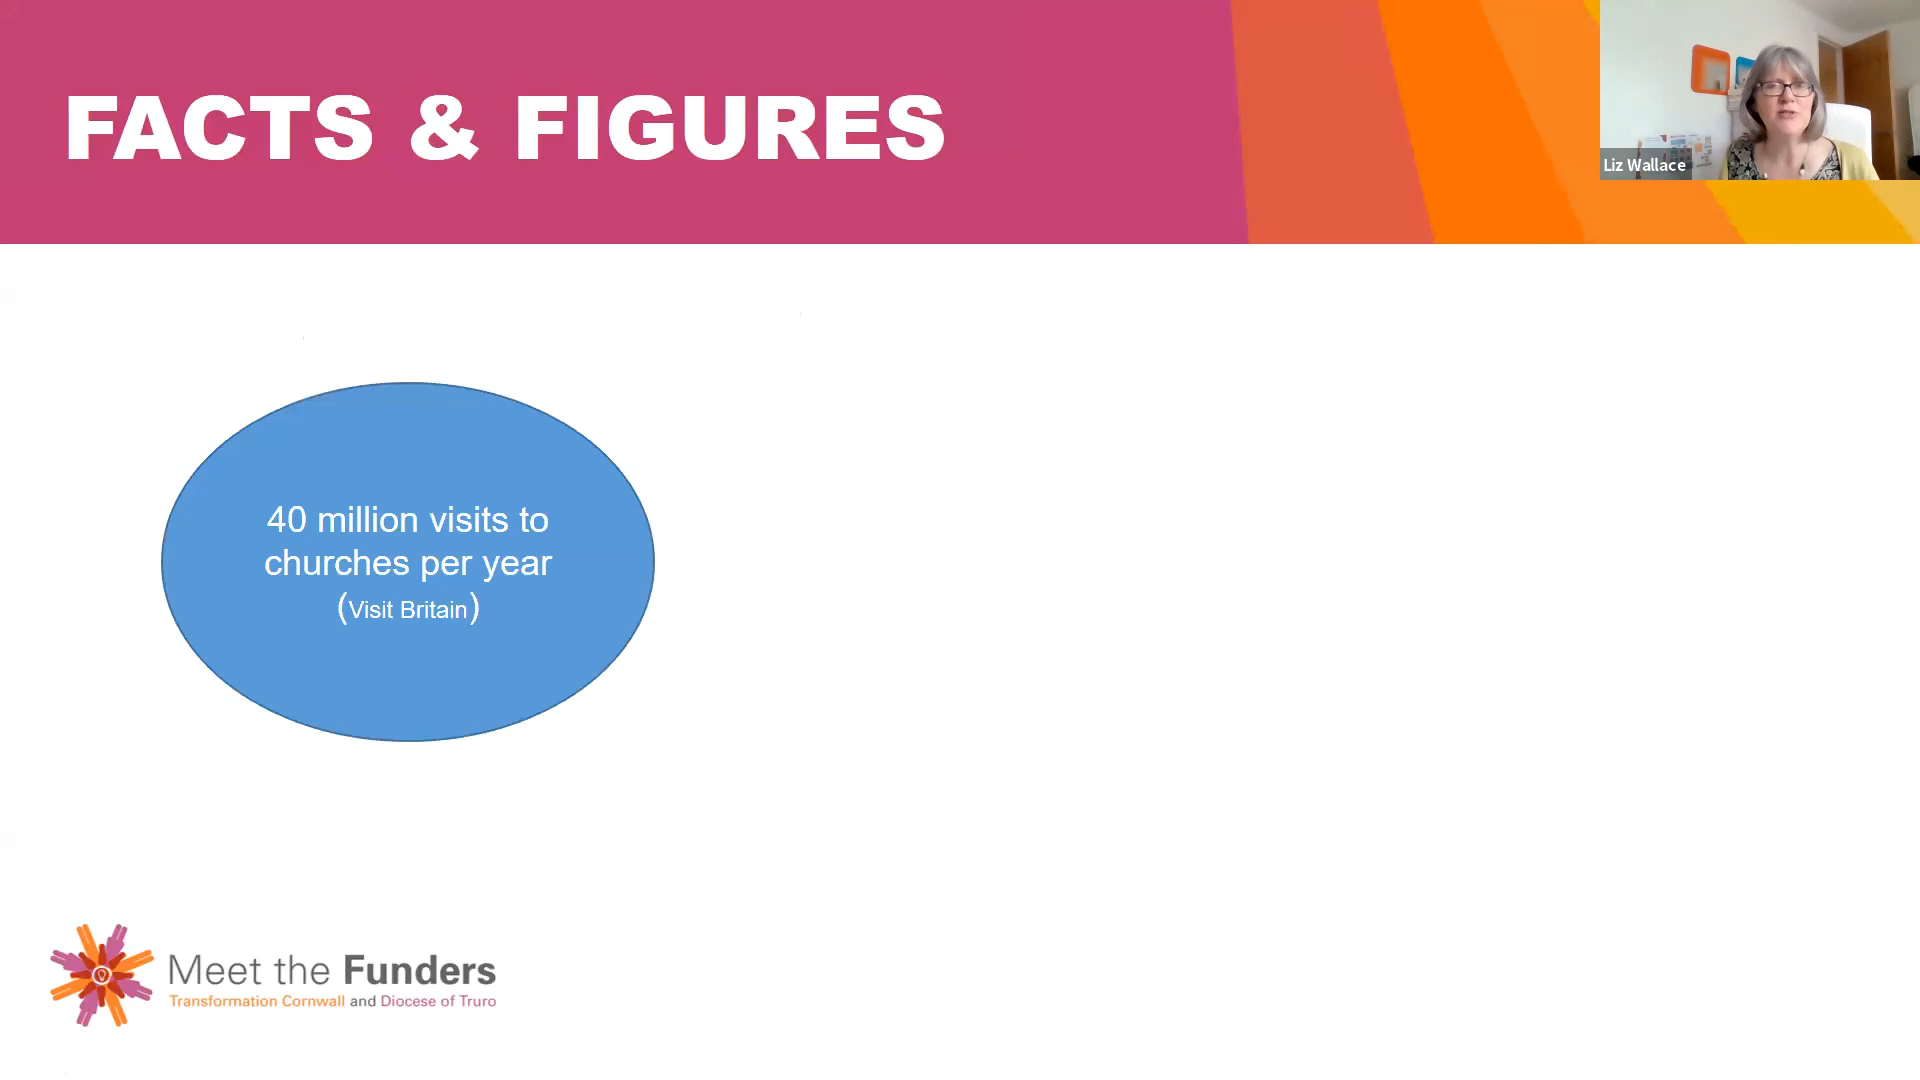 FACTS & FIGURES
Liz Wallace
40 million visits to
churches per year
(Visit Britain)
Meet the Funders
Transformation Cornwall and Diocese of Truro